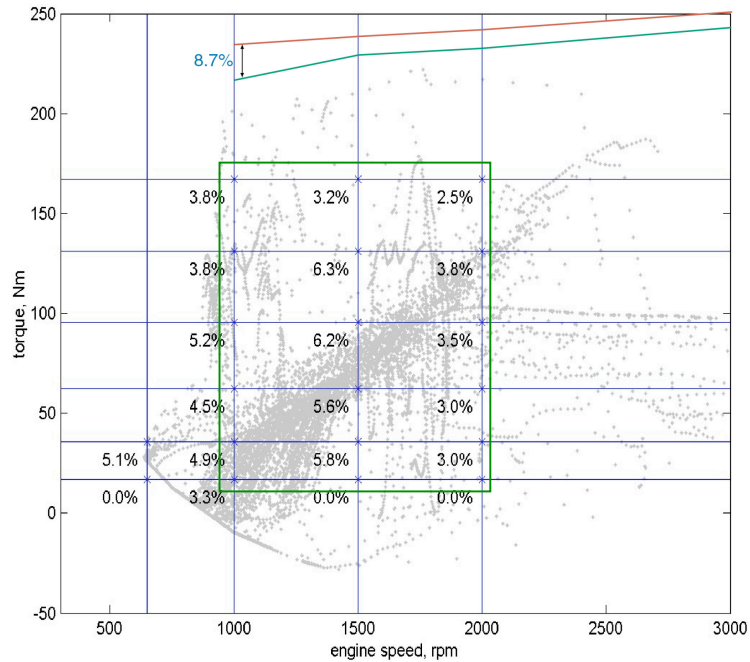 250
8.7%
200
3.8% 3.2% 2.5%
150
3.8% 6.3% 3.8%
100
5.2% 6.2% 3.5%
50
4.5% 5.6% 3.0%
5.1% 4.9% 5.8% 3.0%
0.0% 3.3% 0.0% 0.0%
0
-50
torque, Nm
500 1000 1500 2000 2500 3000
engine speed, rpm